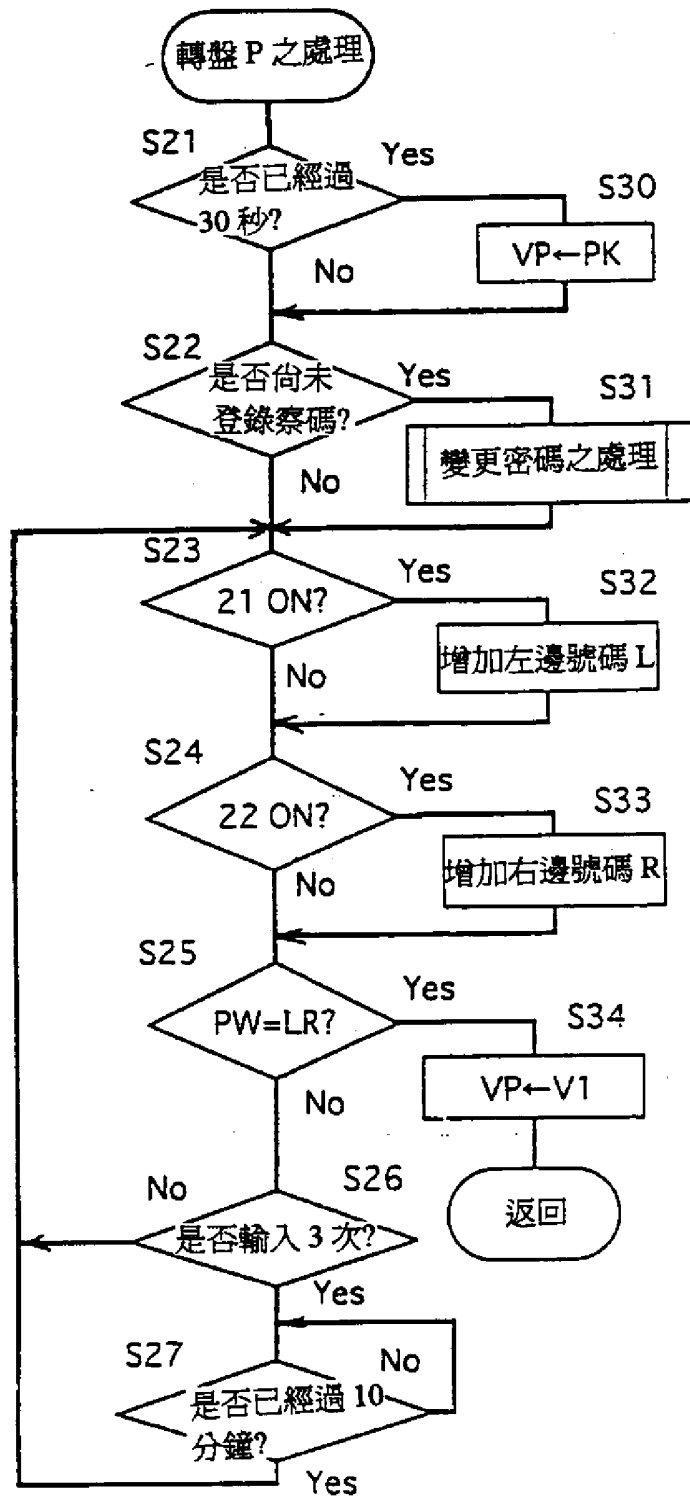 轉盤 P 之處理
S21
Yes
是否已經過
30 秒?
S30
VP←PK
No
S22
是否尙未
登錄察碼?
Yes
S31
變更密碼之處理
No
S23
21 ON?
Yes
S32
增加左邊號碼 L
No
S24
22 ON?
Yes
S33
增加右邊號碼 R
No
S25
PW=LR?
Yes
S34
VP←V1
No
返回
No
S26
是否輸入 3 次?
Yes
S27
No
是否已經過 10
分鐘?
Yes